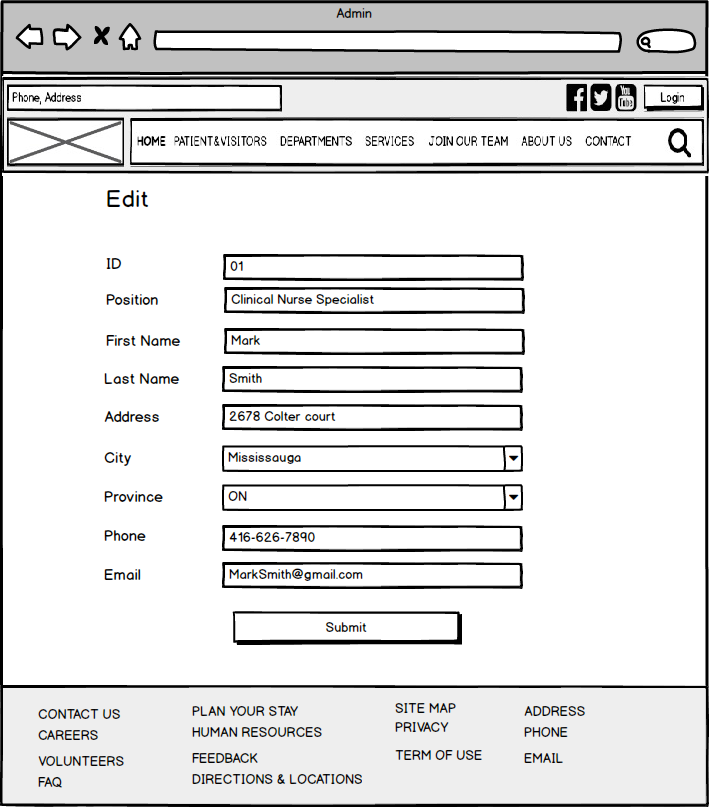 Admin
Phone, Address
You
Tube
Login
HOME PATIENT&VISITORS DEPARTMENTS SERVICES JOIN OUR TEAM ABOUT US CONTACT
Edit
ID 01
Position Clinical Nurse Specialist
First Name Mark
Last Name Smith
Address 2678 Colter court
City Mississauga
Province ON
Phone 416-626-7890
Email MarkSmith@gmail.com
Submit
CONTACT US PLAN YOUR STAY SITE MAP ADDRESS
CAREERS HUMAN RESOURCES PRIVACY PHONE
VOLUNTEERS FEEDBACK TERM OF USE EMAIL
FAQ DIRECTIONS & LOCATIONS